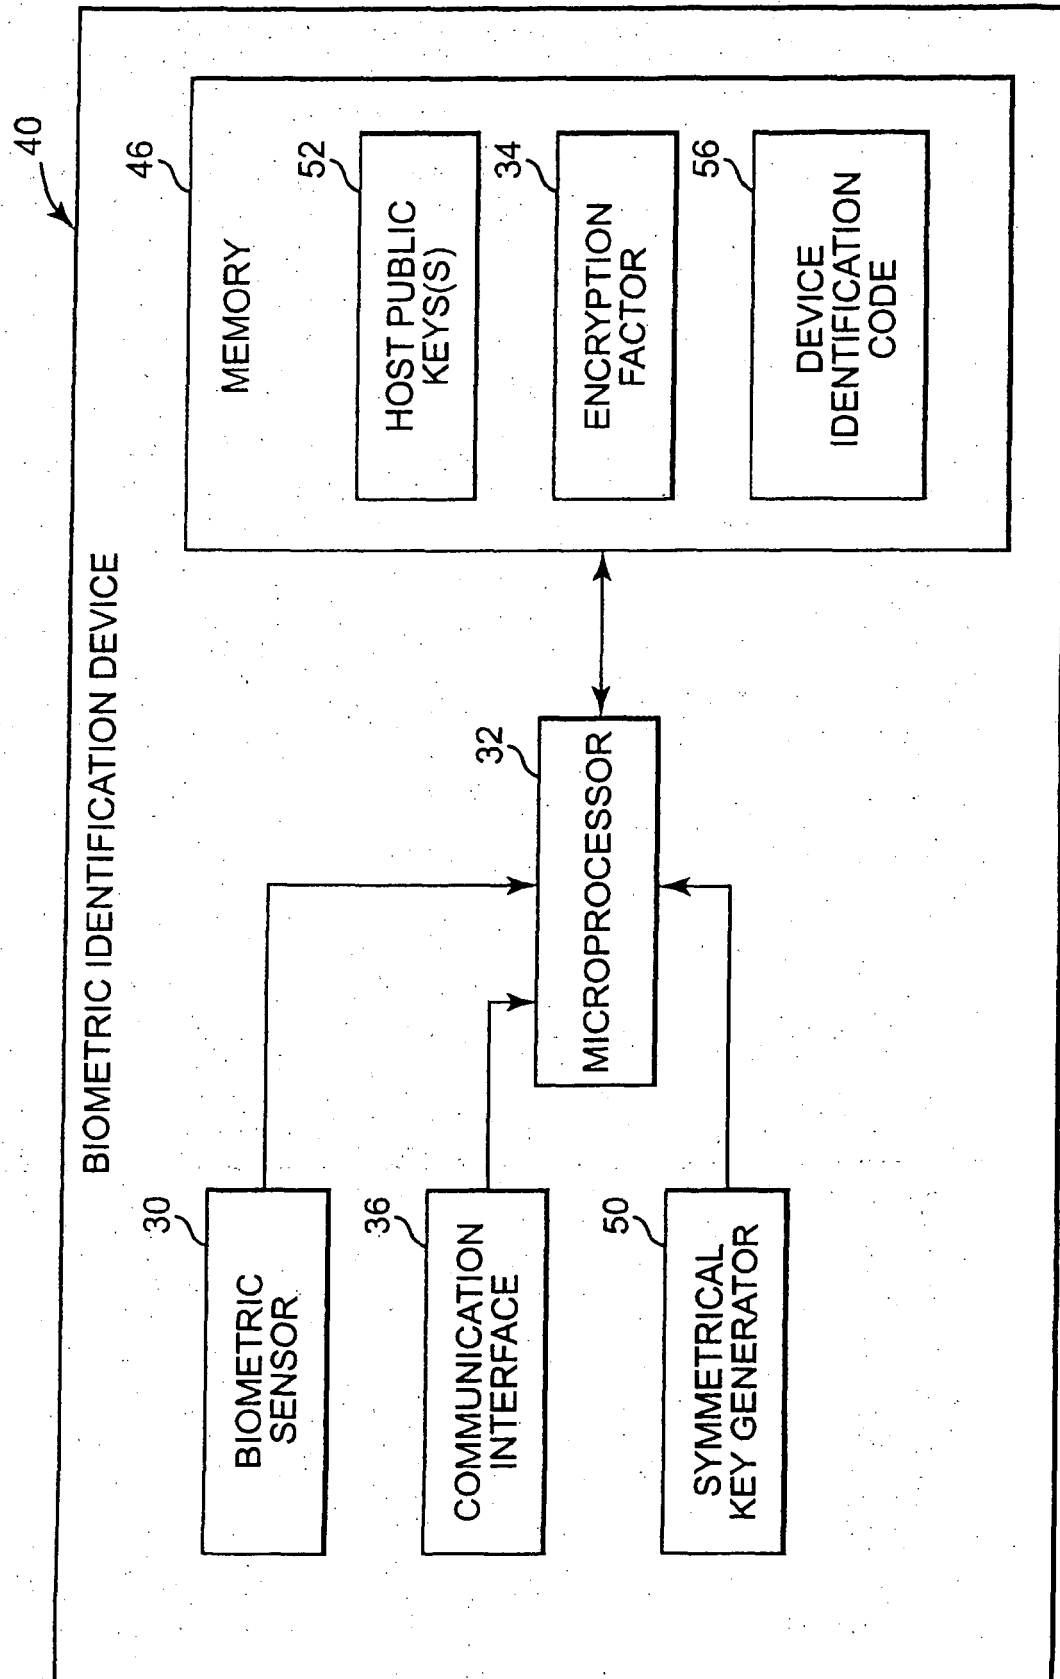 40
BIOMETRIC IDENTIFICATION DEVICE
30
BIOMETRIC
SENSOR
36
COMMUNICATION
INTERFACE
50
SYMMETRICAL
KEY GENERATOR
32
MICROPROCESSOR
46
MEMORY
52
HOST PUBLIC
KEYS(S)
34
ENCRYPTION
FACTOR
56
DEVICE
IDENTIFICATION
CODE